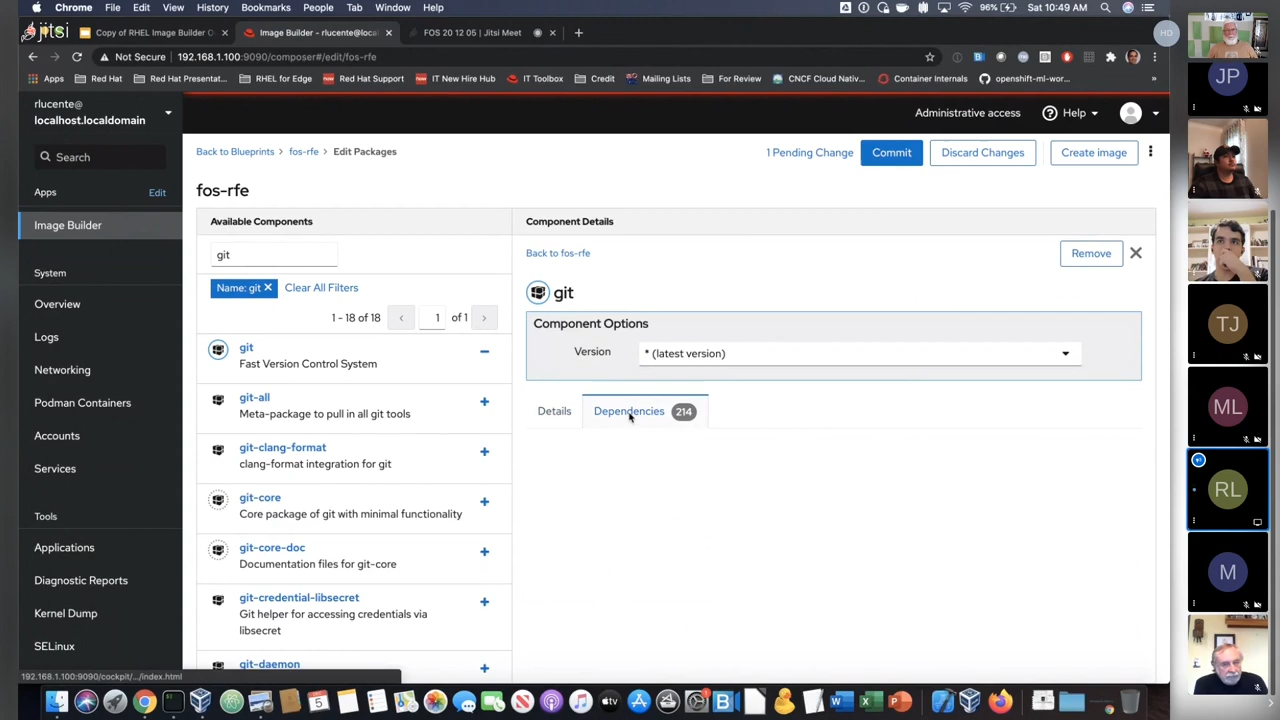 Chrome File Edit View History Bookmarks People Tab Window Help
96% Sat 10:49 AM
jitsi
Copy of RHEL Image Builder O
Image Builder - rlucente@local
FOS 20 12 05 | Jitsi Meet
Not Secure 192.168.1.100:9090/composer#/edit/fos-rfe
Apps Red Hat Red Hat Presentat... RHEL for Edge Red Hat Support IT New Hire Hub IT Toolbox Credit Mailing Lists For Review CNCF Cloud Nativ... Container Internals openshift-ml-wor... »
rlucente@
localhost.localdomain
Administrative access Help
Search
Apps Edit
Image Builder
System
Overview
Logs
Networking
Podman Containers
Accounts
Services
Tools
Applications
Diagnostic Reports
Kernel Dump
SELinux
Back to Blueprints > fos-rfe > Edit Packages
1 Pending Change Commit Discard Changes Create image
fos-rfe
Available Components
git
Name: git × Clear All Filters
1 - 18 of 18 < 1 of 1 >
git
Fast Version Control System
git-all
Meta-package to pull in all git tools
git-clang-format
clang-format integration for git
git-core
Core package of git with minimal functionality
git-core-doc
Documentation files for git-core
git-credential-libsecret
Git helper for accessing credentials via
libsecret
git-daemon
Component Details
Back to fos-rfe Remove
git
Component Options
Version * (latest version)
Details Dependencies 214
192.168.1.100:9090/cockpit/.../index.html
HD
JP
TJ
ML
RL
M